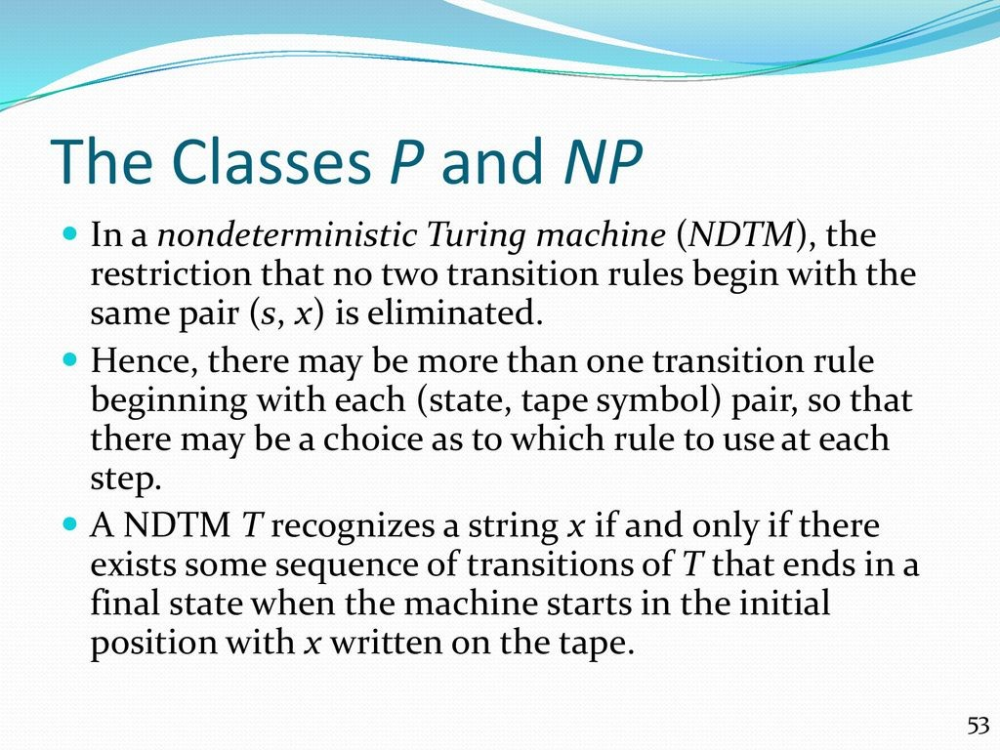 The Classes P and NP
• In a nondeterministic Turing machine (NDTM), the
restriction that no two transition rules begin with the
same pair (s, x) is eliminated.
• Hence, there may be more than one transition rule
beginning with each (state, tape symbol) pair, so that
there may be a choice as to which rule to use at each
step.
• A NDTM T recognizes a string x if and only if there
exists some sequence of transitions of T that ends in a
final state when the machine starts in the initial
position with x written on the tape.
53